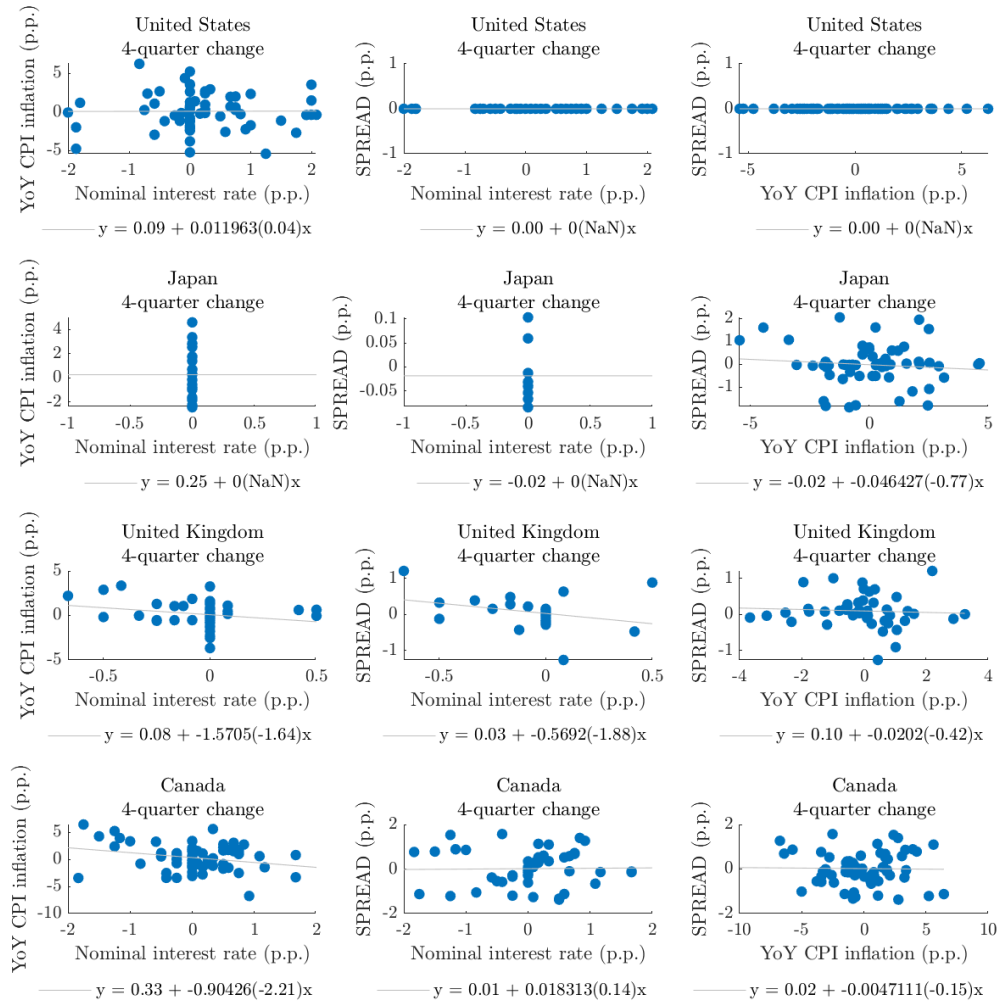 United States
4-quarter change
YoY CPI inflation (p.p.)
5
0
-5
-2 -1 0 1 2
Nominal interest rate (p.p.)
y = 0.09 + 0.011963(0.04)x
United States
4-quarter change
SPREAD (p.p.)
1
0
-1
-2 -1 0 1 2
Nominal interest rate (p.p.)
y = 0.00 + 0(NaN)x
United States
4-quarter change
SPREAD (p.p.)
1
0
-1
-5 0 5
YoY CPI inflation (p.p.)
y = 0.00 + 0(NaN)x
Japan
4-quarter change
YoY CPI inflation (p.p.)
4
2
0
-2
-1 -0.5 0 0.5 1
Nominal interest rate (p.p.)
y = 0.25 + 0(NaN)x
Japan
4-quarter change
SPREAD (p.p.)
0.1
0.05
0
-0.05
-1 -0.5 0 0.5 1
Nominal interest rate (p.p.)
y = -0.02 + 0(NaN)x
Japan
4-quarter change
SPREAD (p.p.)
2
1
0
-1
-5 0 5
YoY CPI inflation (p.p.)
y = -0.02 + -0.046427(-0.77)x
United Kingdom
4-quarter change
YoY CPI inflation (p.p.)
5
0
-5
-0.5 0 0.5
Nominal interest rate (p.p.)
y = 0.08 + -1.5705(-1.64)x
United Kingdom
4-quarter change
SPREAD (p.p.)
1
0
-1
-0.5 0 0.5
Nominal interest rate (p.p.)
y = 0.03 + -0.5692(-1.88)x
United Kingdom
4-quarter change
SPREAD (p.p.)
1
0
-1
-4 -2 0 2 4
YoY CPI inflation (p.p.)
y = 0.10 + -0.0202(-0.42)x
Canada
4-quarter change
YoY CPI inflation (p.p.)
5
0
-5
-10
-2 -1 0 1 2
Nominal interest rate (p.p.)
y = 0.33 + -0.90426(-2.21)x
Canada
4-quarter change
SPREAD (p.p.)
2
0
-2
-2 -1 0 1 2
Nominal interest rate (p.p.)
y = 0.01 + 0.018313(0.14)x
Canada
4-quarter change
SPREAD (p.p.)
2
0
-2
-10 -5 0 5 10
YoY CPI inflation (p.p.)
y = 0.02 + -0.0047111(-0.15)x